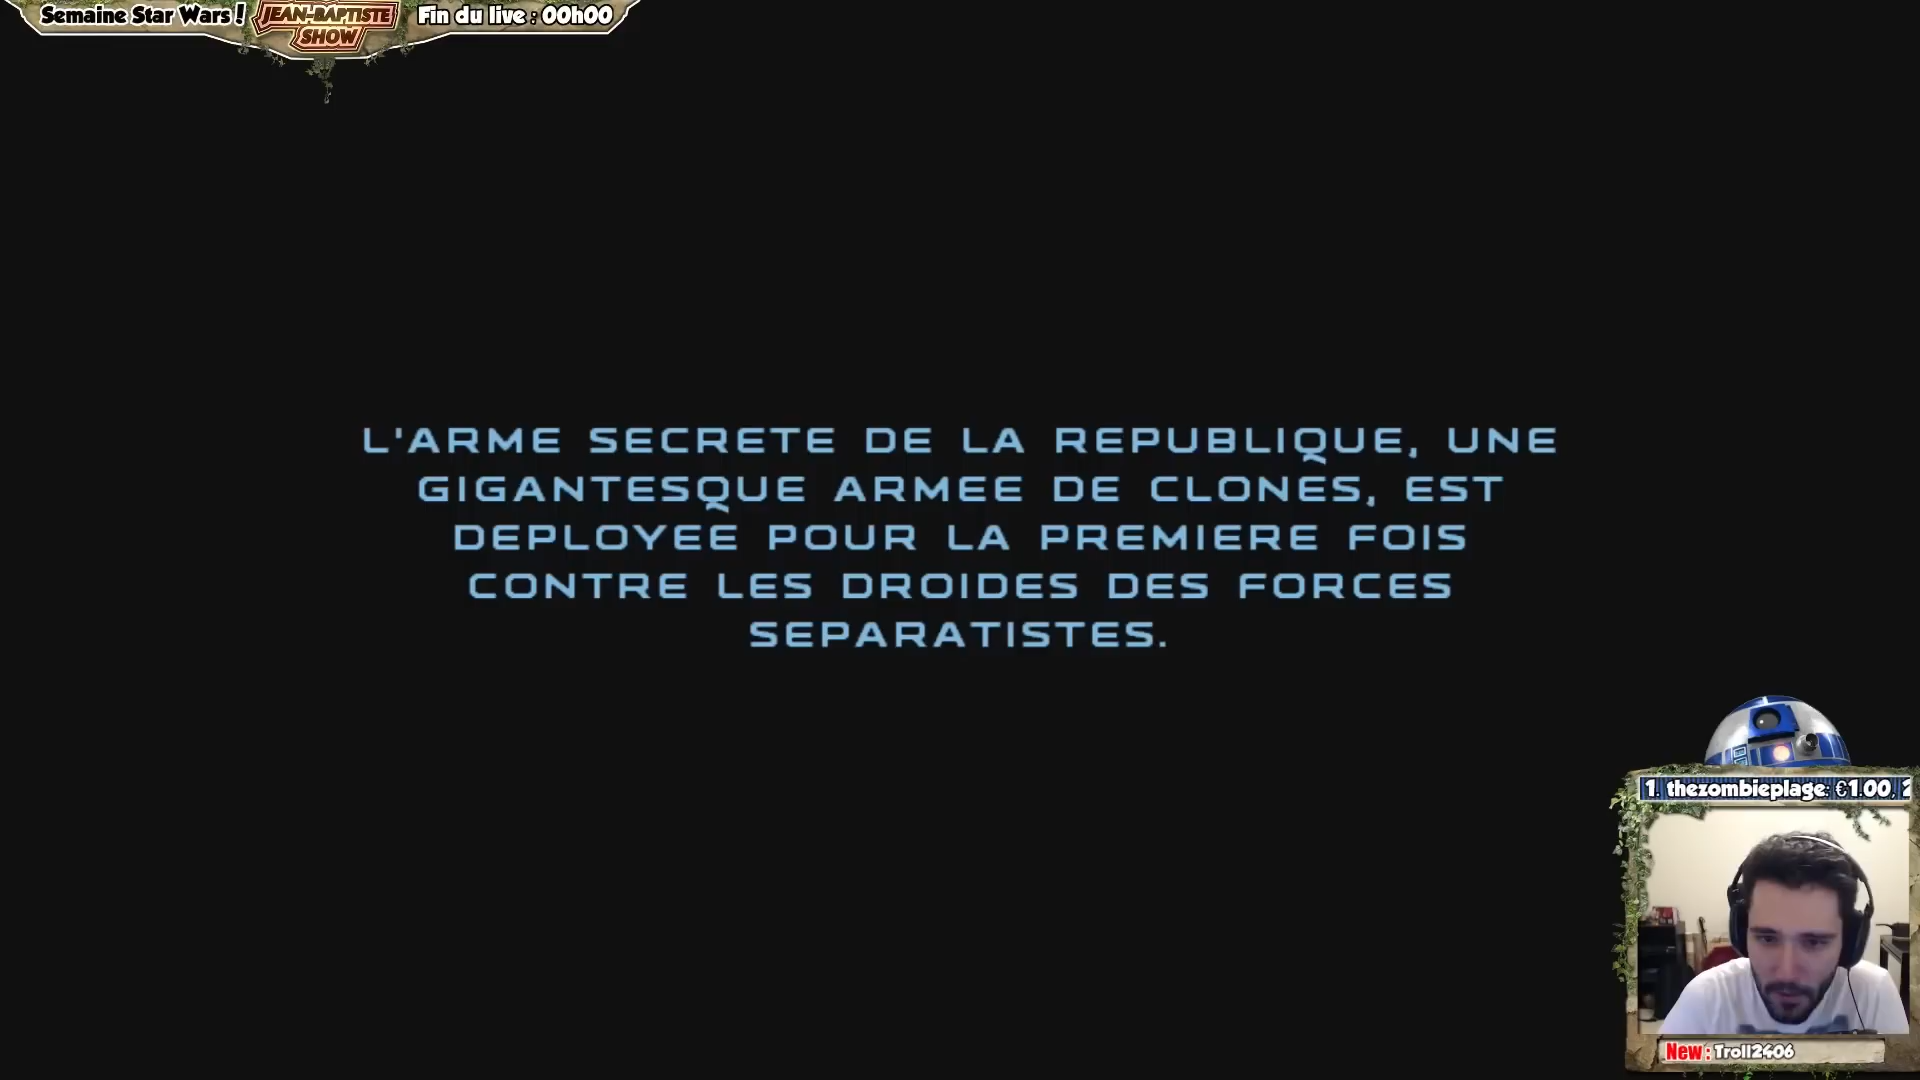 Semaine Star Wars !
JEAN-BAPTISTE
SHOW
Fin du live : 00h00
L'ARME SECRETE DE LA REPUBLIQUE, UNE
GIGANTESQUE ARMEE DE CLONES, EST
DEPLOYEE POUR LA PREMIERE FOIS
CONTRE LES DROIDES DES FORCES
SEPARATISTES.
1. thezombieplage: €1.00, 2
New : Troll2406